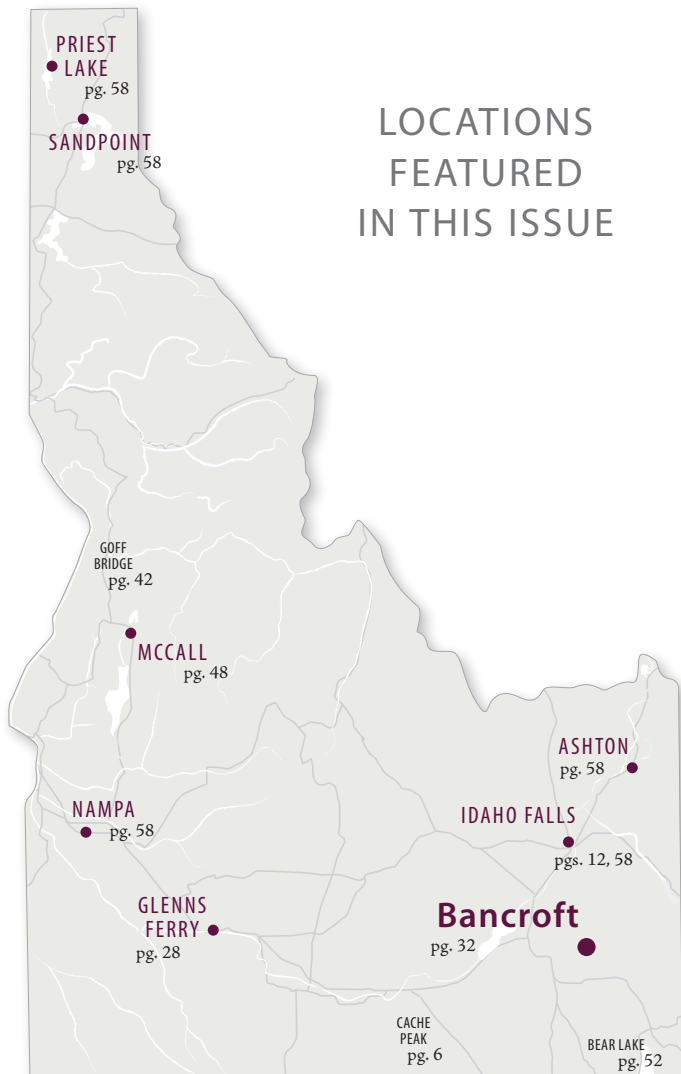 LOCATIONS
FEATURED
IN THIS ISSUE
PRIEST
LAKE
pg. 58
SANDPOINT
pg. 58
GOFF
BRIDGE
pg. 42
MCCALL
pg. 48
ASHTON
pg. 58
NAMPA
pg. 58
IDAHO FALLS
pgs. 12, 58
GLENNS
FERRY
pg. 28
Bancroft
pg. 32
CACHE
PEAK
pg. 6
BEAR LAKE
pg. 52